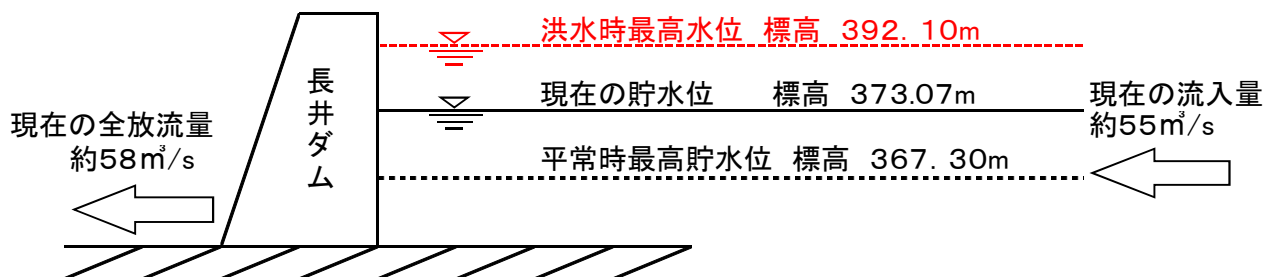 洪水時最高水位 標高 392.10m
長井ダム
現在の貯水位 標高 373.07m
現在の流入量
約55㎥/s
現在の全放流量
約58㎥/s
平常時最高貯水位 標高 367.30m